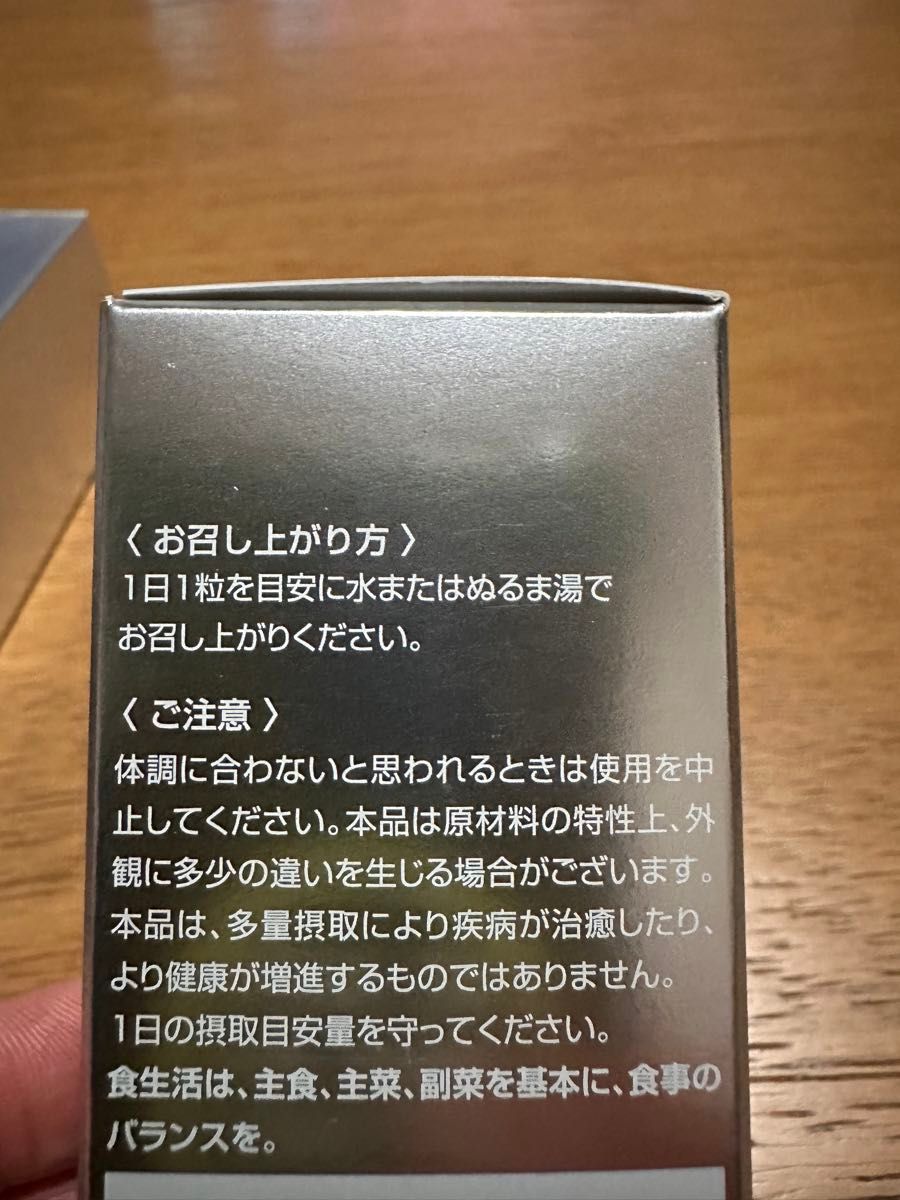 〈 お召し上がり方 〉
1日1粒を目安に水またはぬるま湯で
お召し上がりください。
〈 ご注意 〉
体調に合わないと思われるときは使用を中
止してください。本品は原材料の特性上、外
観に多少の違いを生じる場合がございます。
本品は、多量摂取により疾病が治癒したり、
より健康が増進するものではありません。
1日の摂取目安量を守ってください。
食生活は、主食、主菜、副菜を基本に、食事の
バランスを。